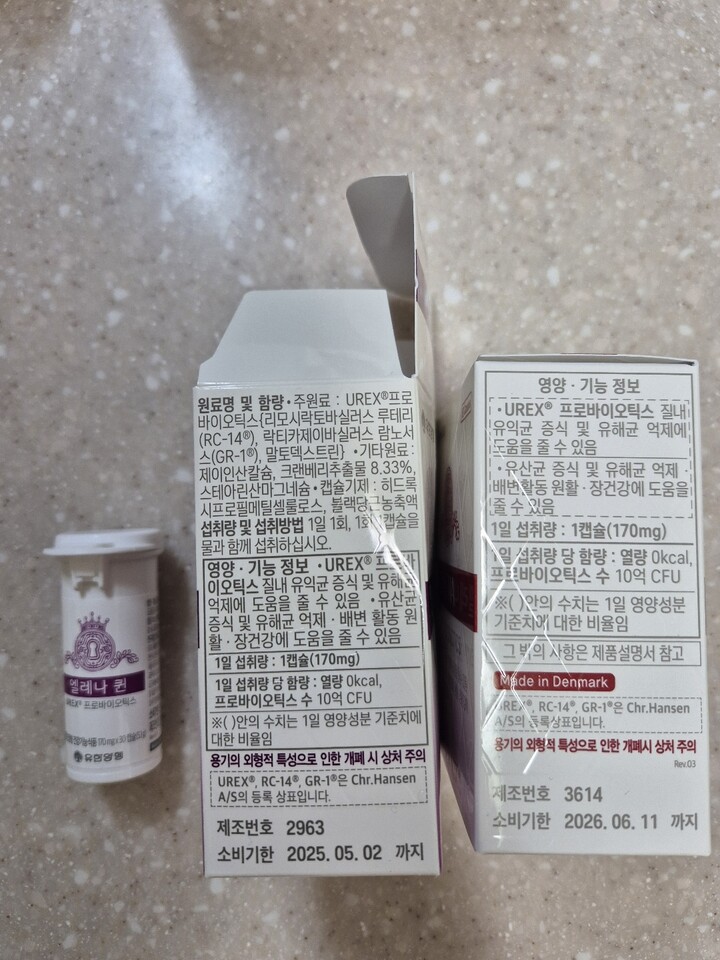 엘레나 퀸
UREX® 프로바이오틱스
유한양행
원료명 및 함량 • 주원료 : UREX®프로
바이오틱스{리모시락토바실러스 루테리
(RC-14®), 락티카제이바실러스 람노서
스(GR-1®), 말토덱스트린} •기타원료 :
제이인산칼슘, 크랜베리추출물 8.33%,
스테아린산마그네슘 • 캡슐기제 : 히드록
시프로필메틸셀룰로스, 블랙당근농축액
섭취량 및 섭취방법 1일 1회, 1회 1캡슐을
물과 함께 섭취하십시오.
영양 · 기능 정보 •UREX® 프로바
이오틱스 질내 유익균 증식 및 유해균
억제에 도움을 줄 수 있음 •유산균
증식 및 유해균 억제 · 배변 활동 원
활 · 장건강에 도움을 줄 수 있음
1일 섭취량 : 1캡슐(170mg)
1일 섭취량 당 함량 : 열량 0kcal,
프로바이오틱스 수 10억 CFU
※( )안의 수치는 1일 영양성분 기준치에
대한 비율임
용기의 외형적 특성으로 인한 개폐 시 상처 주의
UREX®, RC-14®, GR-1®은 Chr.Hansen
A/S의 등록 상표입니다.
제조번호 2963
소비기한 2025. 05. 02 까지
영양 · 기능 정보
•UREX® 프로바이오틱스 질내
유익균 증식 및 유해균 억제에
도움을 줄 수 있음
•유산균 증식 및 유해균 억제 ·
배변활동 원활 · 장건강에 도움을
줄 수 있음
1일 섭취량 : 1캡슐(170mg)
1일 섭취량 당 함량 : 열량 0kcal,
프로바이오틱스 수 10억 CFU
※( )안의 수치는 1일 영양성분
기준치에 대한 비율임
그 밖의 사항은 제품설명서 참고
Made in Denmark
UREX®, RC-14®, GR-1®은 Chr.Hansen
A/S의 등록상표입니다.
용기의 외형적 특성으로 인한 개폐 시 상처 주의
Rev.03
제조번호 3614
소비기한 2026. 06. 11 까지